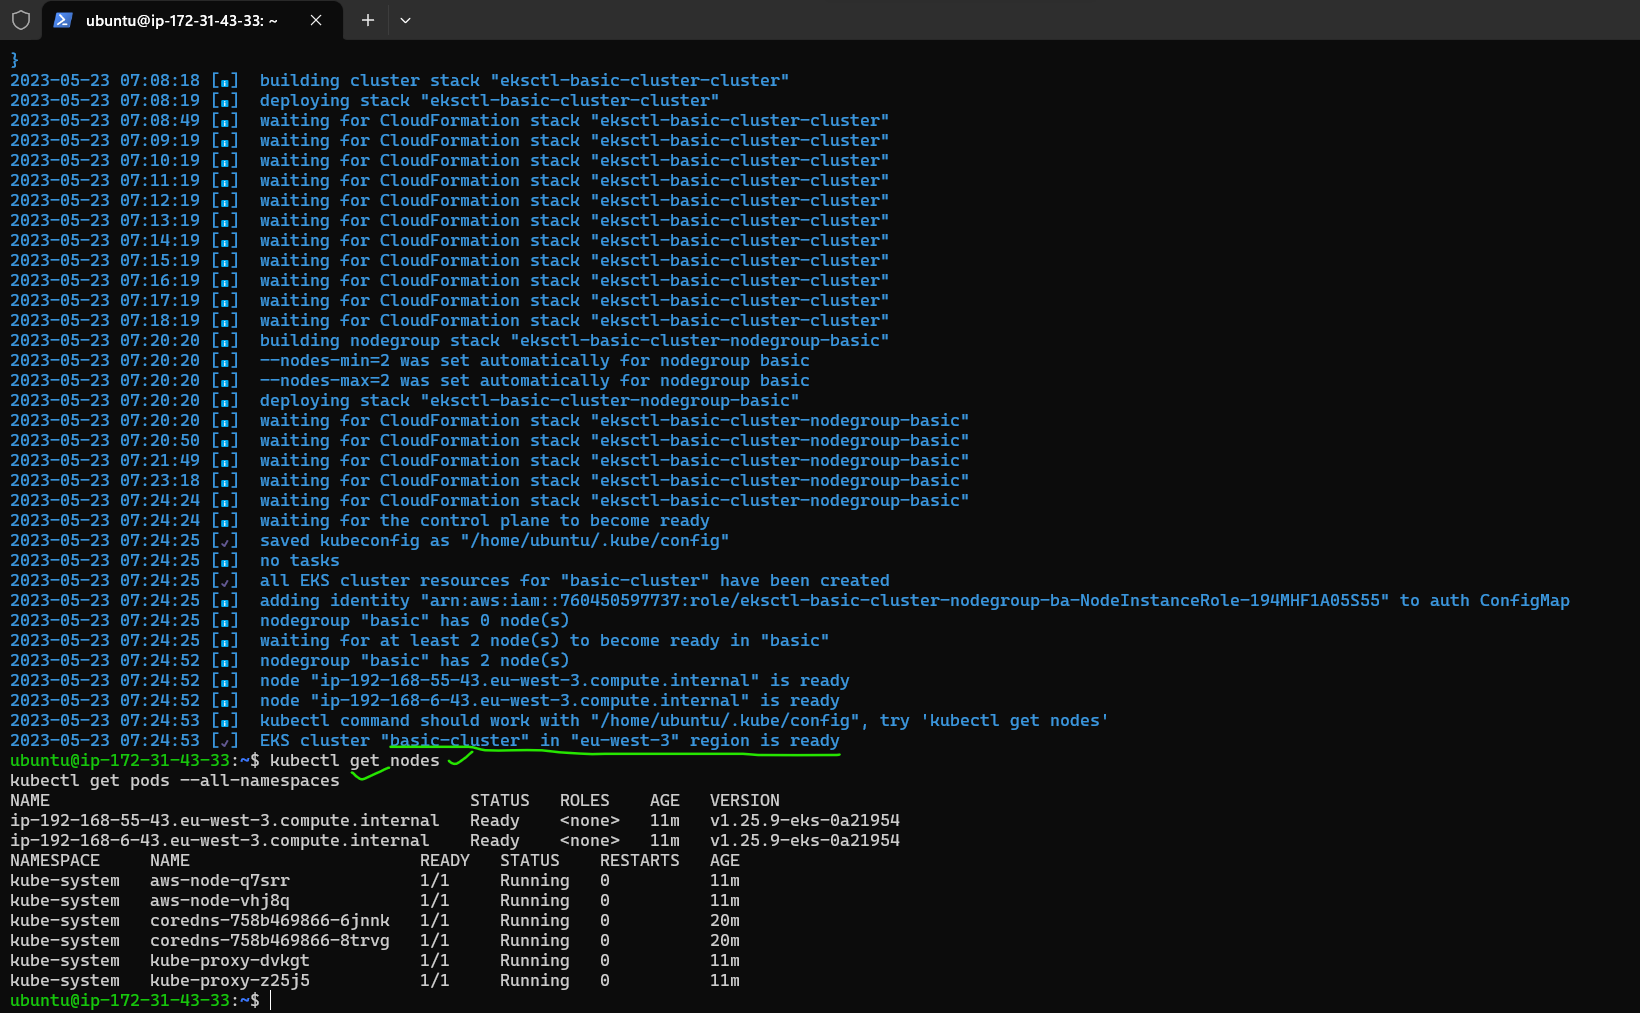 ubuntu@ip-172-31-43-33: ~
}
2023-05-23 07:08:18 [ℹ]  building cluster stack "eksctl-basic-cluster-cluster"
2023-05-23 07:08:19 [ℹ]  deploying stack "eksctl-basic-cluster-cluster"
2023-05-23 07:08:49 [ℹ]  waiting for CloudFormation stack "eksctl-basic-cluster-cluster"
2023-05-23 07:09:19 [ℹ]  waiting for CloudFormation stack "eksctl-basic-cluster-cluster"
2023-05-23 07:10:19 [ℹ]  waiting for CloudFormation stack "eksctl-basic-cluster-cluster"
2023-05-23 07:11:19 [ℹ]  waiting for CloudFormation stack "eksctl-basic-cluster-cluster"
2023-05-23 07:12:19 [ℹ]  waiting for CloudFormation stack "eksctl-basic-cluster-cluster"
2023-05-23 07:13:19 [ℹ]  waiting for CloudFormation stack "eksctl-basic-cluster-cluster"
2023-05-23 07:14:19 [ℹ]  waiting for CloudFormation stack "eksctl-basic-cluster-cluster"
2023-05-23 07:15:19 [ℹ]  waiting for CloudFormation stack "eksctl-basic-cluster-cluster"
2023-05-23 07:16:19 [ℹ]  waiting for CloudFormation stack "eksctl-basic-cluster-cluster"
2023-05-23 07:17:19 [ℹ]  waiting for CloudFormation stack "eksctl-basic-cluster-cluster"
2023-05-23 07:18:19 [ℹ]  waiting for CloudFormation stack "eksctl-basic-cluster-cluster"
2023-05-23 07:20:20 [ℹ]  building nodegroup stack "eksctl-basic-cluster-nodegroup-basic"
2023-05-23 07:20:20 [ℹ]  --nodes-min=2 was set automatically for nodegroup basic
2023-05-23 07:20:20 [ℹ]  --nodes-max=2 was set automatically for nodegroup basic
2023-05-23 07:20:20 [ℹ]  deploying stack "eksctl-basic-cluster-nodegroup-basic"
2023-05-23 07:20:20 [ℹ]  waiting for CloudFormation stack "eksctl-basic-cluster-nodegroup-basic"
2023-05-23 07:20:50 [ℹ]  waiting for CloudFormation stack "eksctl-basic-cluster-nodegroup-basic"
2023-05-23 07:21:49 [ℹ]  waiting for CloudFormation stack "eksctl-basic-cluster-nodegroup-basic"
2023-05-23 07:23:18 [ℹ]  waiting for CloudFormation stack "eksctl-basic-cluster-nodegroup-basic"
2023-05-23 07:24:24 [ℹ]  waiting for CloudFormation stack "eksctl-basic-cluster-nodegroup-basic"
2023-05-23 07:24:24 [ℹ]  waiting for the control plane to become ready
2023-05-23 07:24:25 [✓]  saved kubeconfig as "/home/ubuntu/.kube/config"
2023-05-23 07:24:25 [ℹ]  no tasks
2023-05-23 07:24:25 [✓]  all EKS cluster resources for "basic-cluster" have been created
2023-05-23 07:24:25 [ℹ]  adding identity "arn:aws:iam::760450597737:role/eksctl-basic-cluster-nodegroup-ba-NodeInstanceRole-194MHF1A05S55" to auth ConfigMap
2023-05-23 07:24:25 [ℹ]  nodegroup "basic" has 0 node(s)
2023-05-23 07:24:25 [ℹ]  waiting for at least 2 node(s) to become ready in "basic"
2023-05-23 07:24:52 [ℹ]  nodegroup "basic" has 2 node(s)
2023-05-23 07:24:52 [ℹ]  node "ip-192-168-55-43.eu-west-3.compute.internal" is ready
2023-05-23 07:24:52 [ℹ]  node "ip-192-168-6-43.eu-west-3.compute.internal" is ready
2023-05-23 07:24:53 [ℹ]  kubectl command should work with "/home/ubuntu/.kube/config", try 'kubectl get nodes'
2023-05-23 07:24:53 [✓]  EKS cluster "basic-cluster" in "eu-west-3" region is ready
ubuntu@ip-172-31-43-33:~$ kubectl get nodes
kubectl get pods --all-namespaces
NAME                                          STATUS   ROLES    AGE   VERSION
ip-192-168-55-43.eu-west-3.compute.internal   Ready    <none>   11m   v1.25.9-eks-0a21954
ip-192-168-6-43.eu-west-3.compute.internal    Ready    <none>   11m   v1.25.9-eks-0a21954
NAMESPACE     NAME                       READY   STATUS    RESTARTS   AGE
kube-system   aws-node-q7srr             1/1     Running   0          11m
kube-system   aws-node-vhj8q             1/1     Running   0          11m
kube-system   coredns-758b469866-6jnnk   1/1     Running   0          20m
kube-system   coredns-758b469866-8trvg   1/1     Running   0          20m
kube-system   kube-proxy-dvkgt           1/1     Running   0          11m
kube-system   kube-proxy-z25j5           1/1     Running   0          11m
ubuntu@ip-172-31-43-33:~$